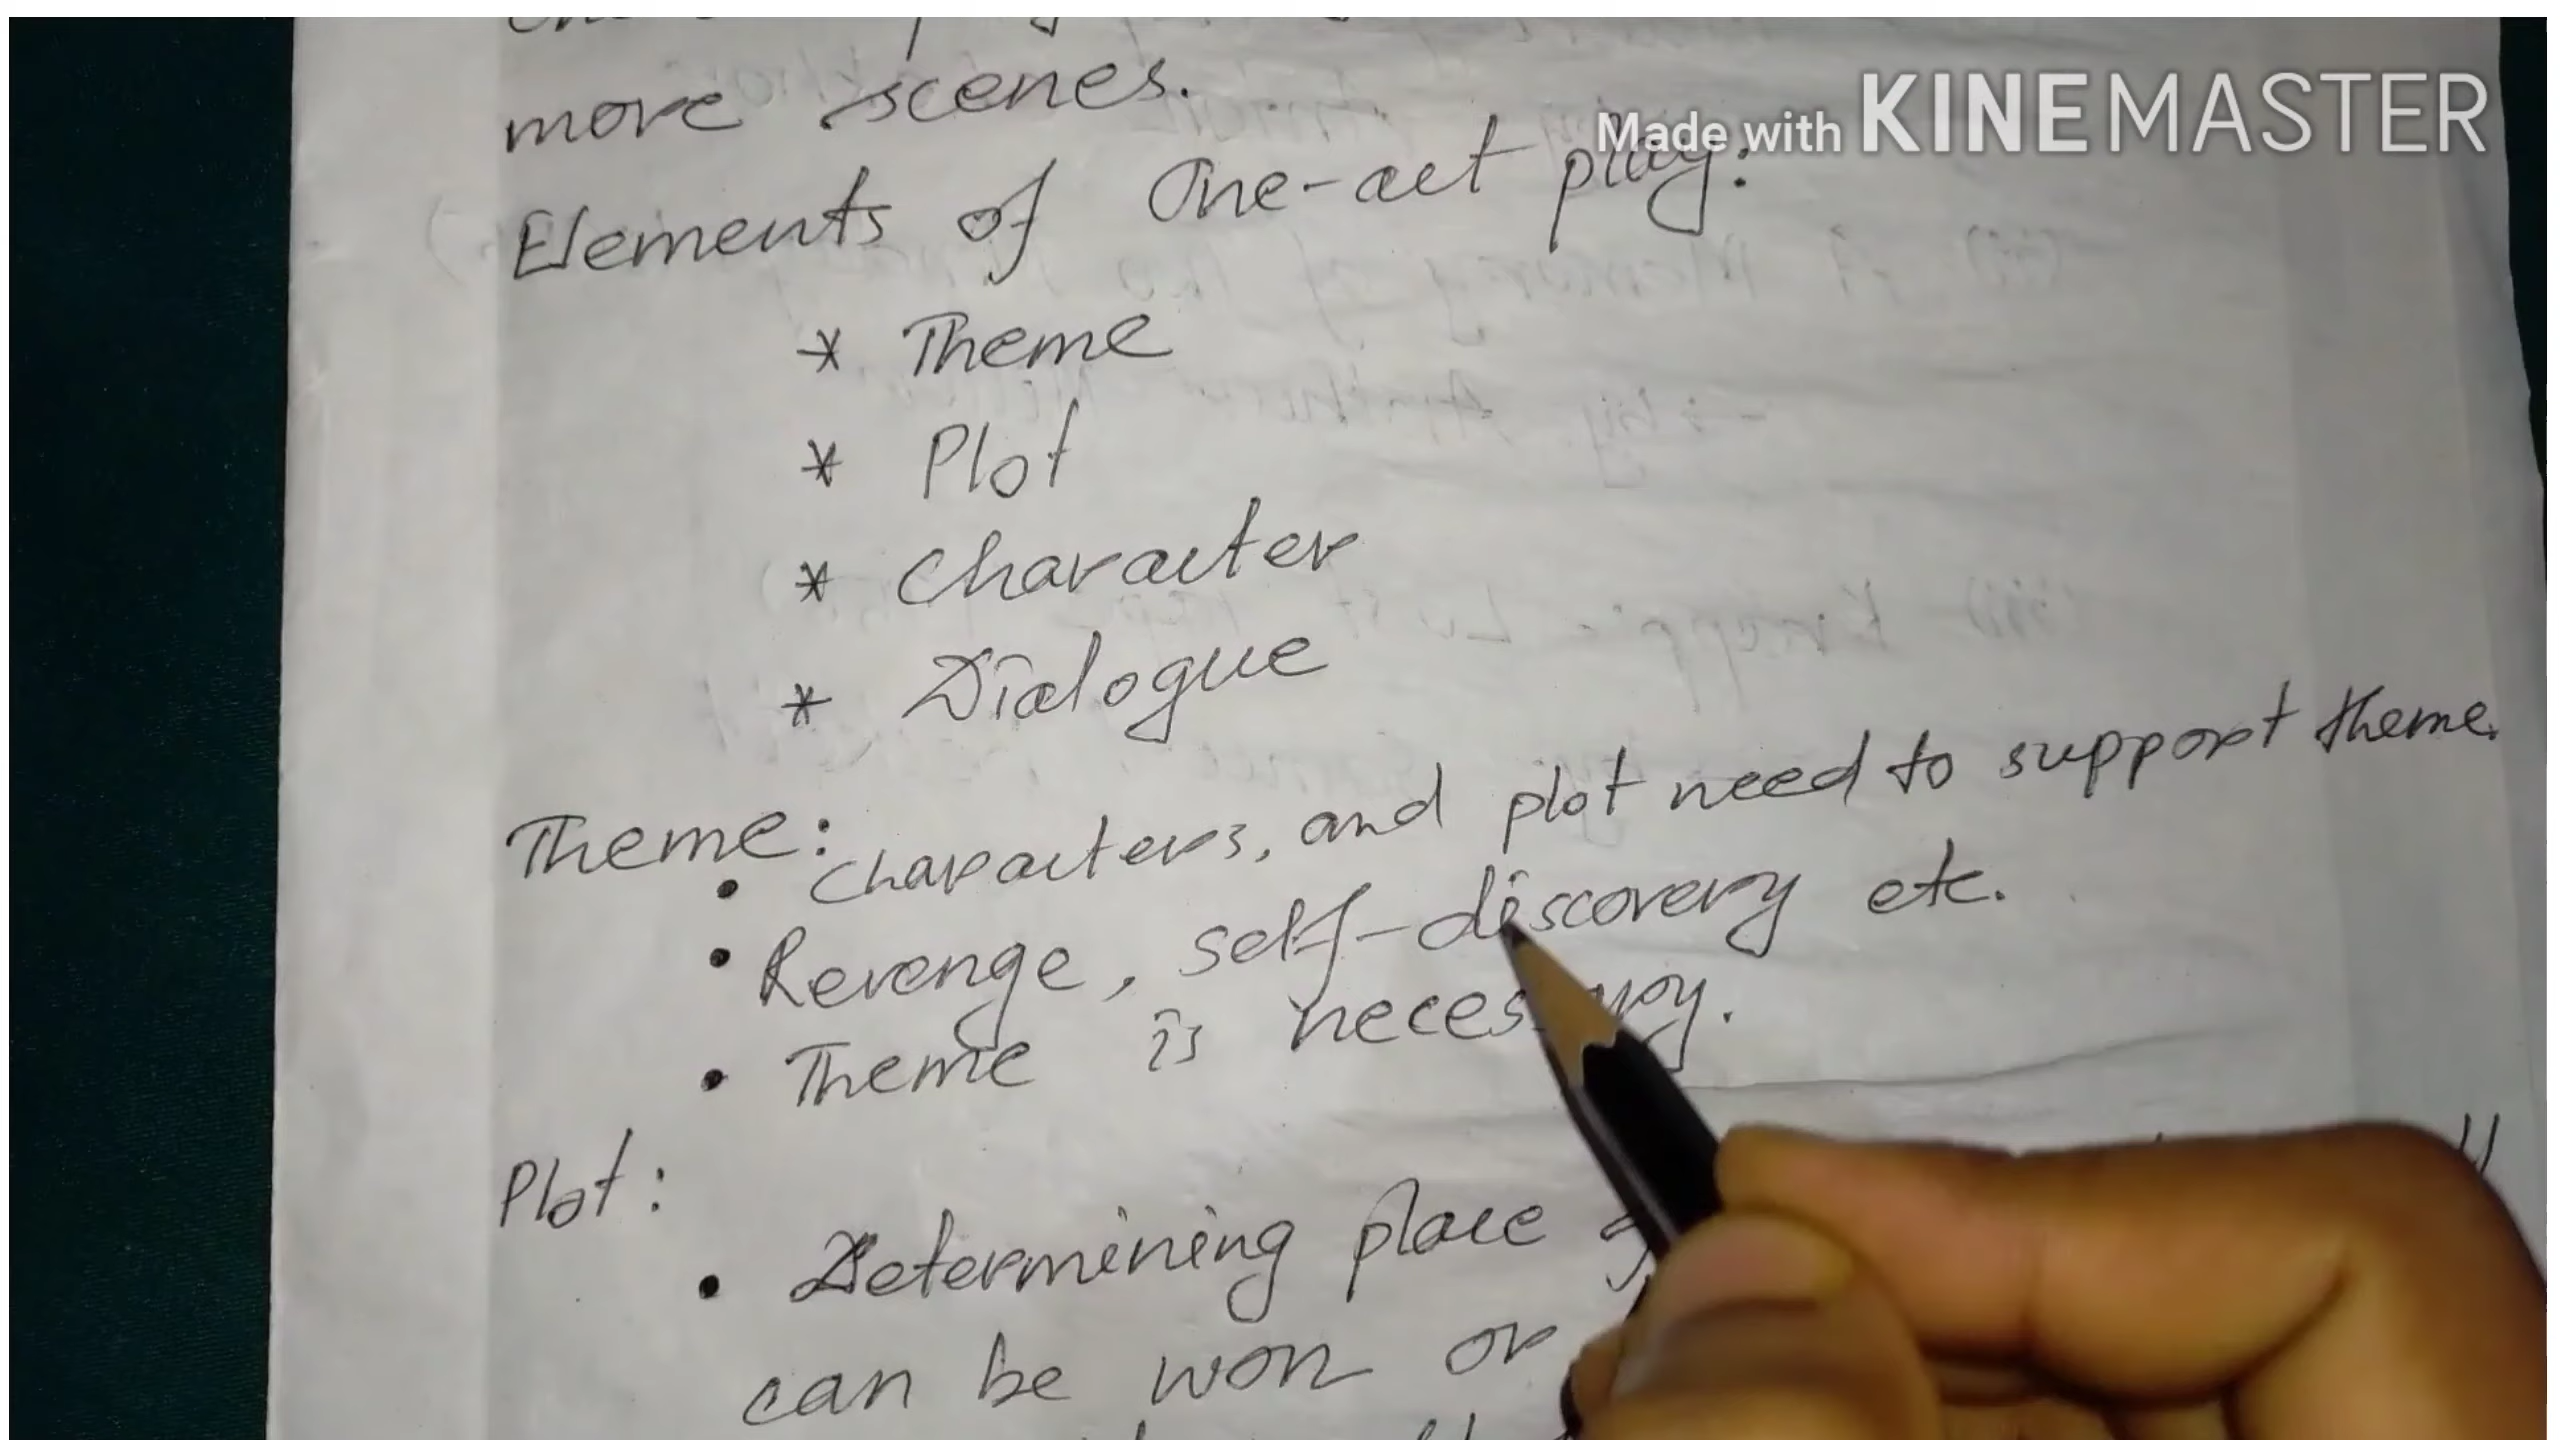 more scenes.
Made with KINEMASTER
Elements of One-act play:
* Theme
* Plot
* Character
* Dialogue
Theme:
• Characters, and plot need to support theme.
• Revenge, self-discovery etc.
• Theme is necessary.
Plot:
• Determining place
can be won or